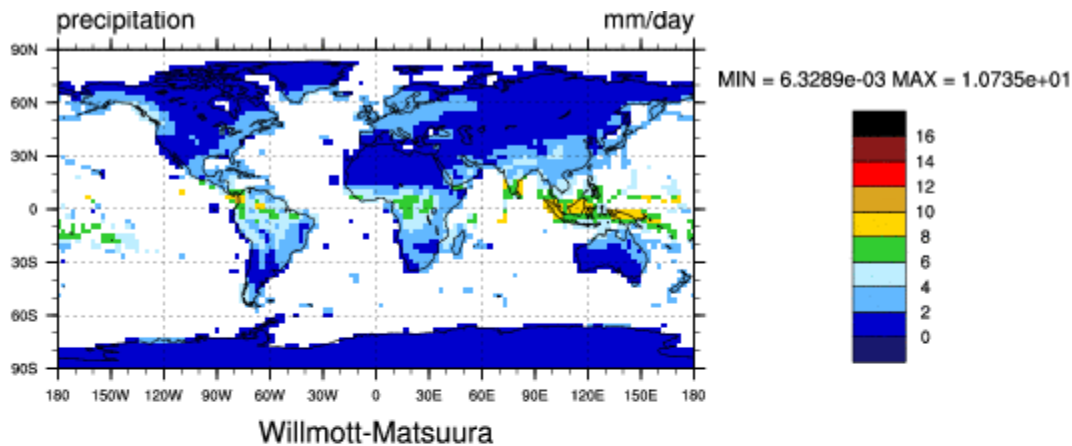 precipitation mm/day
90N
60N
30N
0
30S
60S
90S
180 150W 120W 90W 60W 30W 0 30E 60E 90E 120E 150E 180
Willmott-Matsuura
MIN = 6.3289e-03 MAX = 1.0735e+01
16
14
12
10
8
6
4
2
0